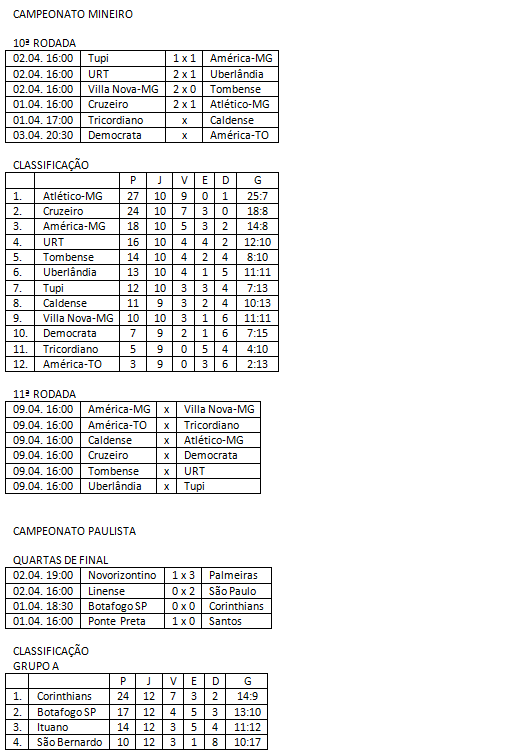 CAMPEONATO MINEIRO
10ª RODADA
02.04. 16:00 Tupi 1 x 1 América-MG
02.04. 16:00 URT 2 x 1 Uberlândia
02.04. 16:00 Villa Nova-MG 2 x 0 Tombense
01.04. 16:00 Cruzeiro 2 x 1 Atlético-MG
01.04. 17:00 Tricordiano x Caldense
03.04. 20:30 Democrata x América-TO
CLASSIFICAÇÃO
P J V E D G
1. Atlético-MG 27 10 9 0 1 25:7
2. Cruzeiro 24 10 7 3 0 18:8
3. América-MG 18 10 5 3 2 14:8
4. URT 16 10 4 4 2 12:10
5. Tombense 14 10 4 2 4 8:10
6. Uberlândia 13 10 4 1 5 11:11
7. Tupi 12 10 3 3 4 7:13
8. Caldense 11 9 3 2 4 10:13
9. Villa Nova-MG 10 10 3 1 6 11:11
10. Democrata 7 9 2 1 6 7:15
11. Tricordiano 5 9 0 5 4 4:10
12. América-TO 3 9 0 3 6 2:13
11ª RODADA
09.04. 16:00 América-MG x Villa Nova-MG
09.04. 16:00 América-TO x Tricordiano
09.04. 16:00 Caldense x Atlético-MG
09.04. 16:00 Cruzeiro x Democrata
09.04. 16:00 Tombense x URT
09.04. 16:00 Uberlândia x Tupi
CAMPEONATO PAULISTA
QUARTAS DE FINAL
02.04. 19:00 Novorizontino 1 x 3 Palmeiras
02.04. 16:00 Linense 0 x 2 São Paulo
01.04. 18:30 Botafogo SP 0 x 0 Corinthians
01.04. 16:00 Ponte Preta 1 x 0 Santos
CLASSIFICAÇÃO
GRUPO A
P J V E D G
1. Corinthians 24 12 7 3 2 14:9
2. Botafogo SP 17 12 4 5 3 13:10
3. Ituano 14 12 3 5 4 11:12
4. São Bernardo 10 12 3 1 8 10:17